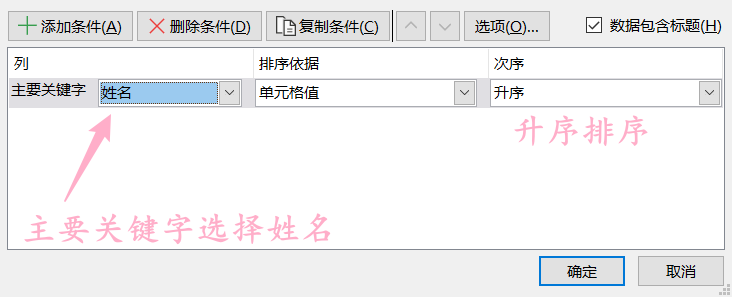 添加条件(A) 删除条件(D) 复制条件(C) 选项(O)... 数据包含标题(H)
列 排序依据 次序
主要关键字 姓名 单元格值 升序
升序排序
主要关键字选择姓名
确定 取消